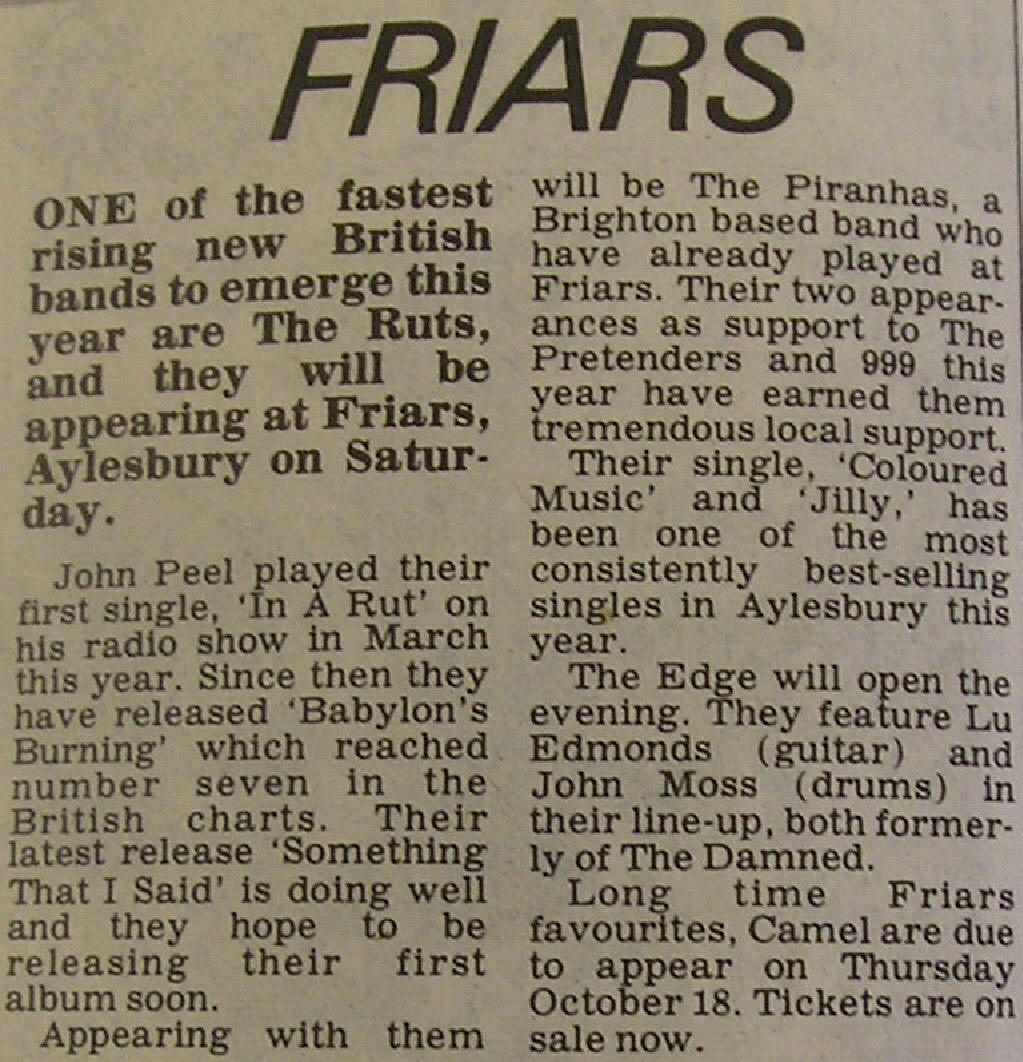 FRIARS
ONE of the fastest
rising new British
bands to emerge this
year are The Ruts,
and they will be
appearing at Friars,
Aylesbury on Satur-
day.
John Peel played their
first single, 'In A Rut' on
his radio show in March
this year. Since then they
have released 'Babylon's
Burning' which reached
number seven in the
British charts. Their
latest release 'Something
That I Said' is doing well
and they hope to be
releasing their first
album soon.
Appearing with them
will be The Piranhas, a
Brighton based band who
have already played at
Friars. Their two appear-
ances as support to The
Pretenders and 999 this
year have earned them
tremendous local support.
Their single, 'Coloured
Music' and 'Jilly,' has
been one of the most
consistently best-selling
singles in Aylesbury this
year.
The Edge will open the
evening. They feature Lu
Edmonds (guitar) and
John Moss (drums) in
their line-up, both former-
ly of The Damned.
Long time Friars
favourites, Camel are due
to appear on Thursday
October 18. Tickets are on
sale now.